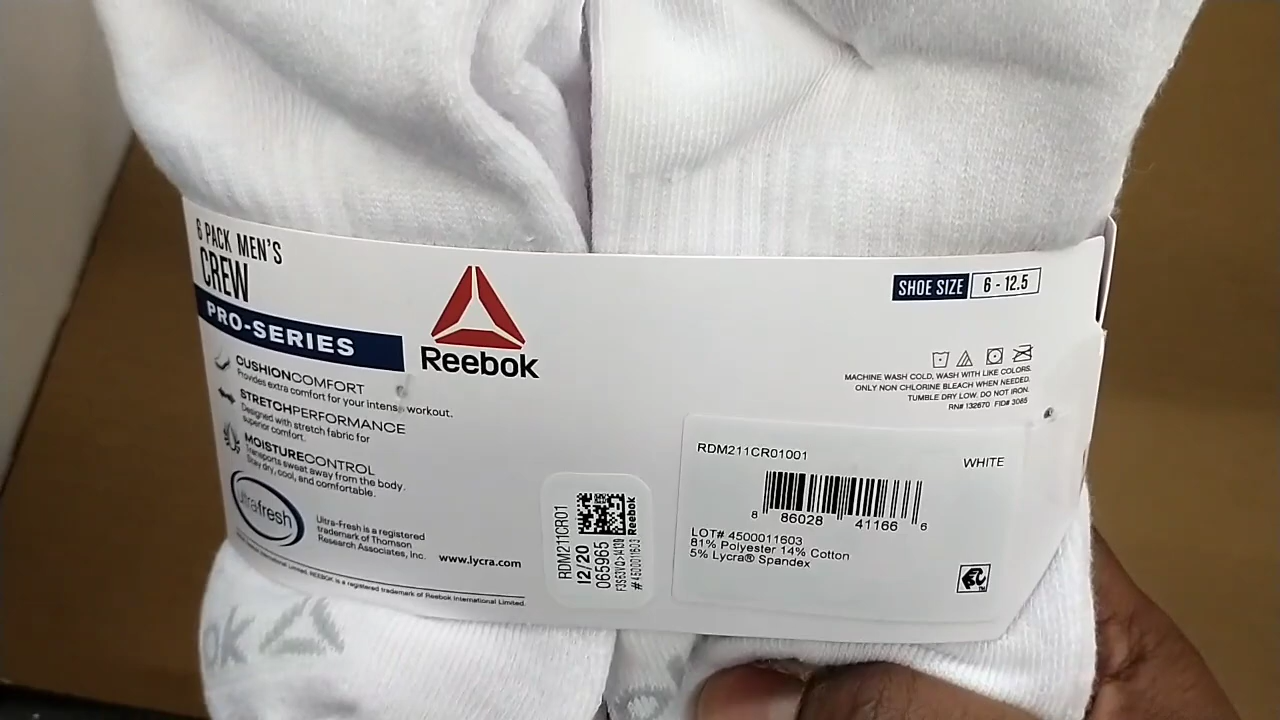 6 PACK MEN'S
CREW
PRO-SERIES
CUSHIONCOMFORT
Provides extra comfort for your intense workout.
STRETCHPERFORMANCE
Designed with stretch fabric for
superior comfort.
MOISTURECONTROL
Transports sweat away from the body.
Stay dry, cool, and comfortable.
ultrafresh
Ultra-Fresh is a registered
trademark of Thomson
Research Associates, Inc.
www.lycra.com
International Limited. REEBOK is a registered trademark of Reebok International Limited.
Reebok
SHOE SIZE 6 - 12.5
MACHINE WASH COLD, WASH WITH LIKE COLORS.
ONLY NON CHLORINE BLEACH WHEN NEEDED.
TUMBLE DRY LOW. DO NOT IRON.
RN# 132670 FID# 3085
RDM211CR01
12/20
065965
#4500011603
Reebok
RDM211CR01001
WHITE
8 86028 41166 6
LOT# 4500011603
81% Polyester 14% Cotton
5% Lycra® Spandex
ok